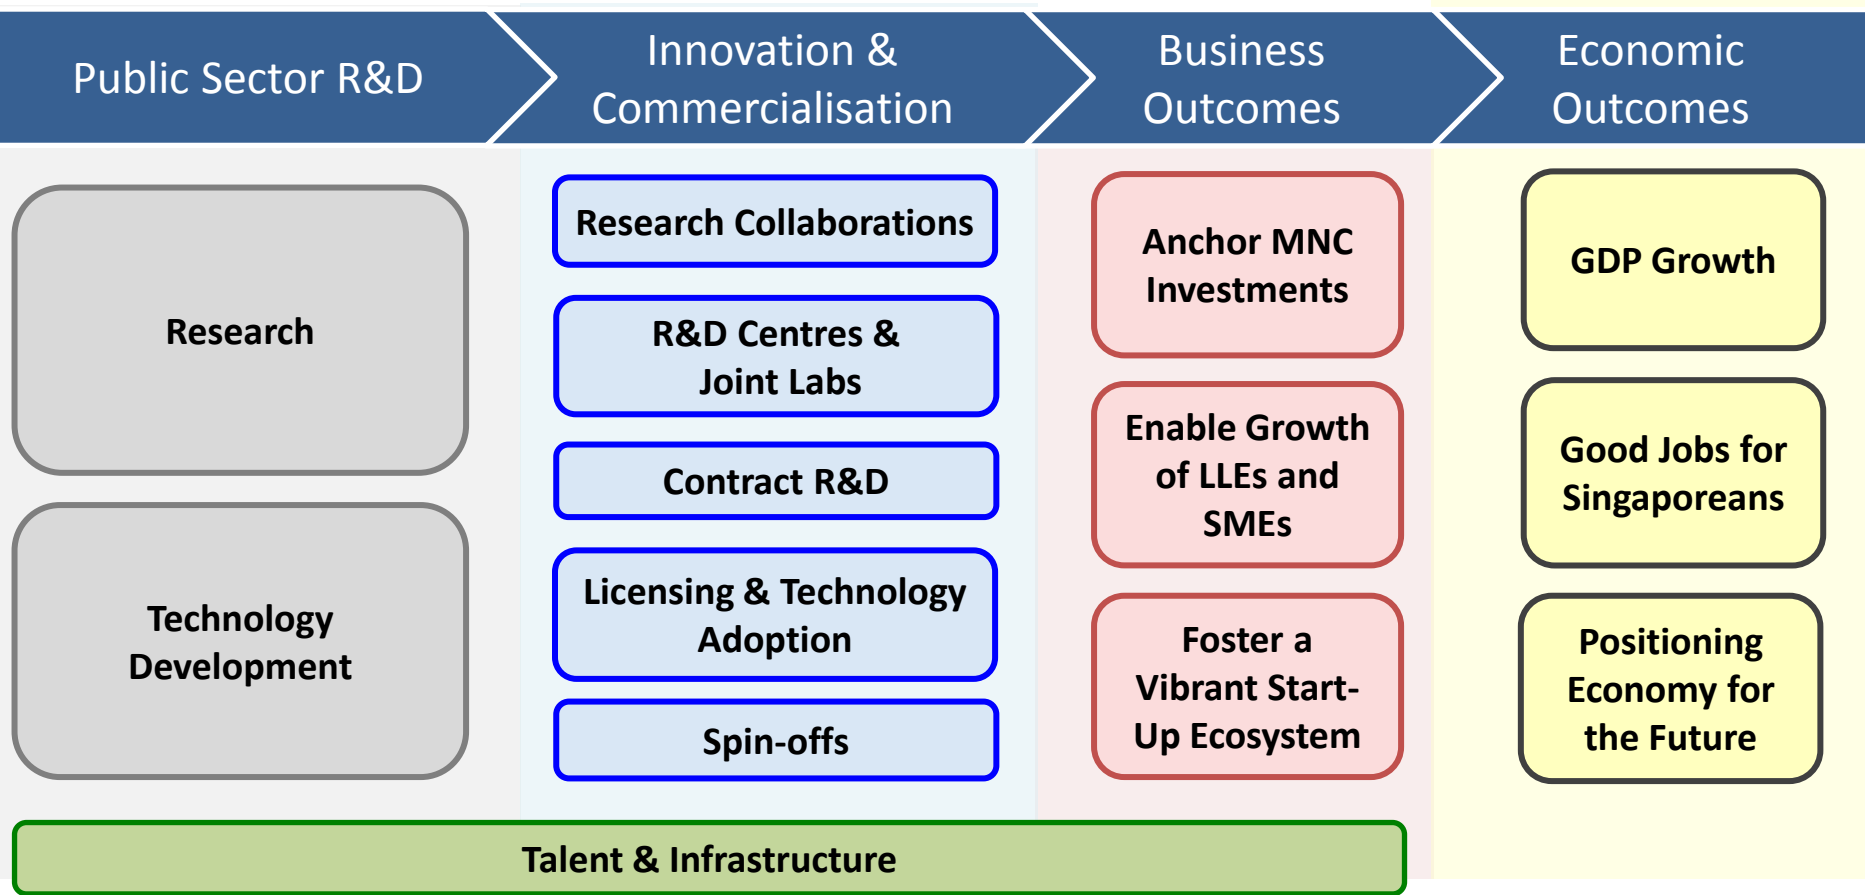 Public Sector R&D
Innovation &
Commercialisation
Business
Outcomes
Economic
Outcomes
Research
Technology
Development
Research Collaborations
R&D Centres &
Joint Labs
Contract R&D
Licensing & Technology
Adoption
Spin-offs
Anchor MNC
Investments
Enable Growth
of LLEs and
SMEs
Foster a
Vibrant Start-
Up Ecosystem
GDP Growth
Good Jobs for
Singaporeans
Positioning
Economy for
the Future
Talent & Infrastructure